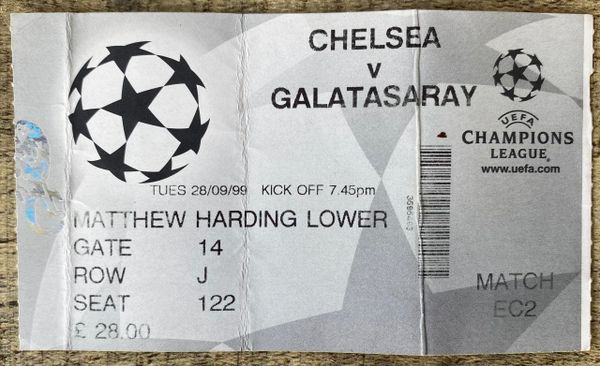 CHELSEA
v
GALATASARAY
UEFA
CHAMPIONS
LEAGUE
www.uefa.com
TUES 28/09/99 KICK OFF 7.45pm
MATTHEW HARDING LOWER
GATE 14
ROW J
SEAT 122
£ 28.00
MATCH
EC2